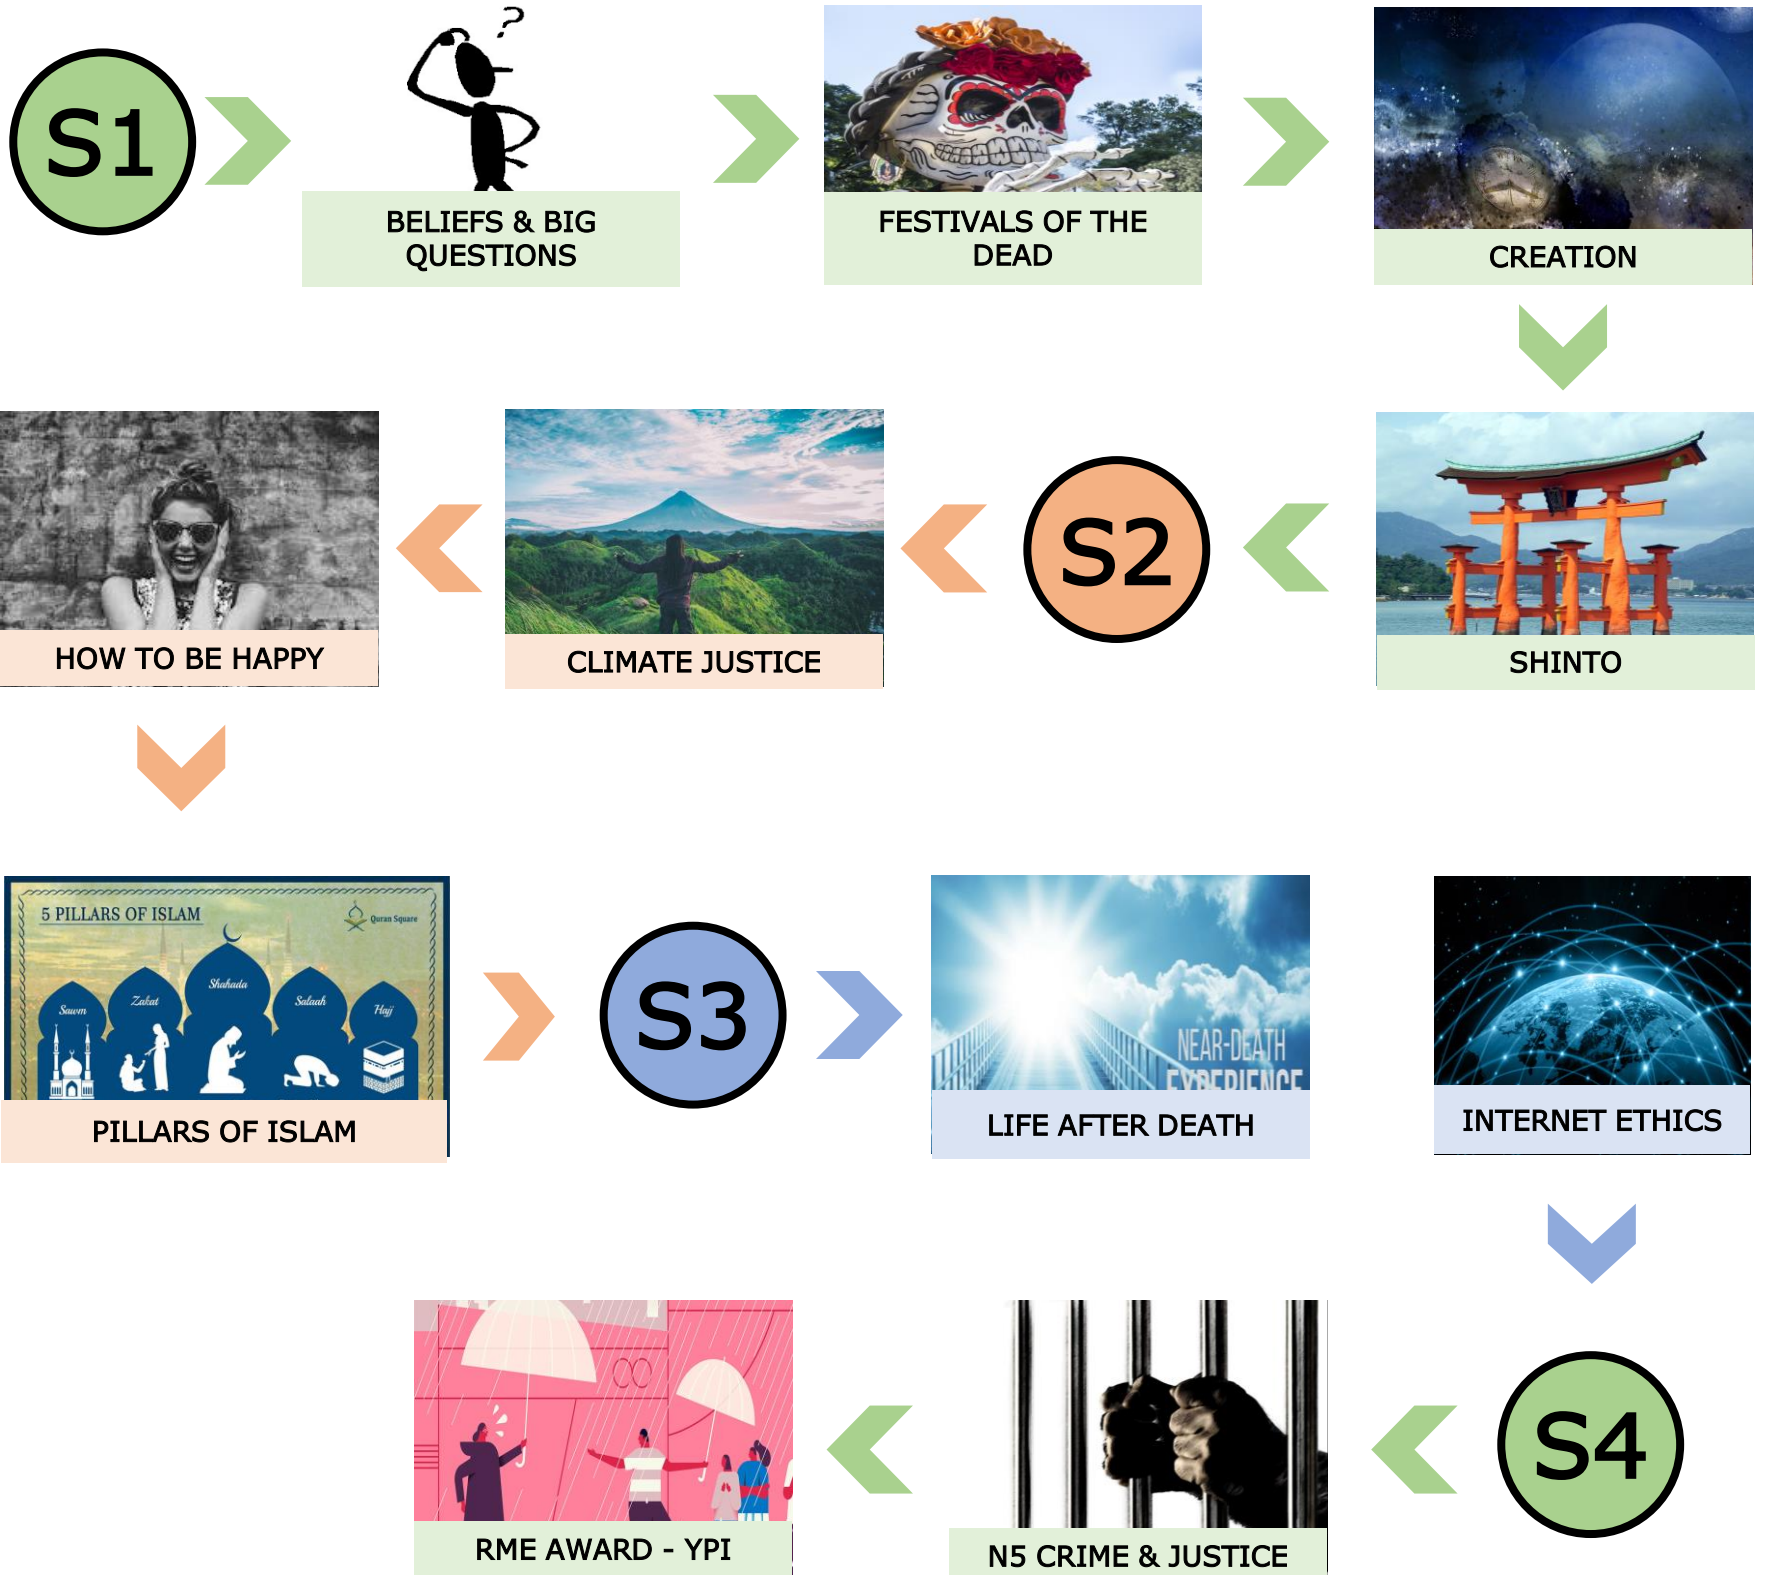 S1
?
BELIEFS & BIG
QUESTIONS
FESTIVALS OF THE
DEAD
CREATION
SHINTO
S2
CLIMATE JUSTICE
HOW TO BE HAPPY
5 PILLARS OF ISLAM
Quran Square
Sawm
Zakat
Shahada
Salaah
Hajj
PILLARS OF ISLAM
S3
NEAR-DEATH
EXPERIENCE
LIFE AFTER DEATH
INTERNET ETHICS
S4
N5 CRIME & JUSTICE
RME AWARD - YPI